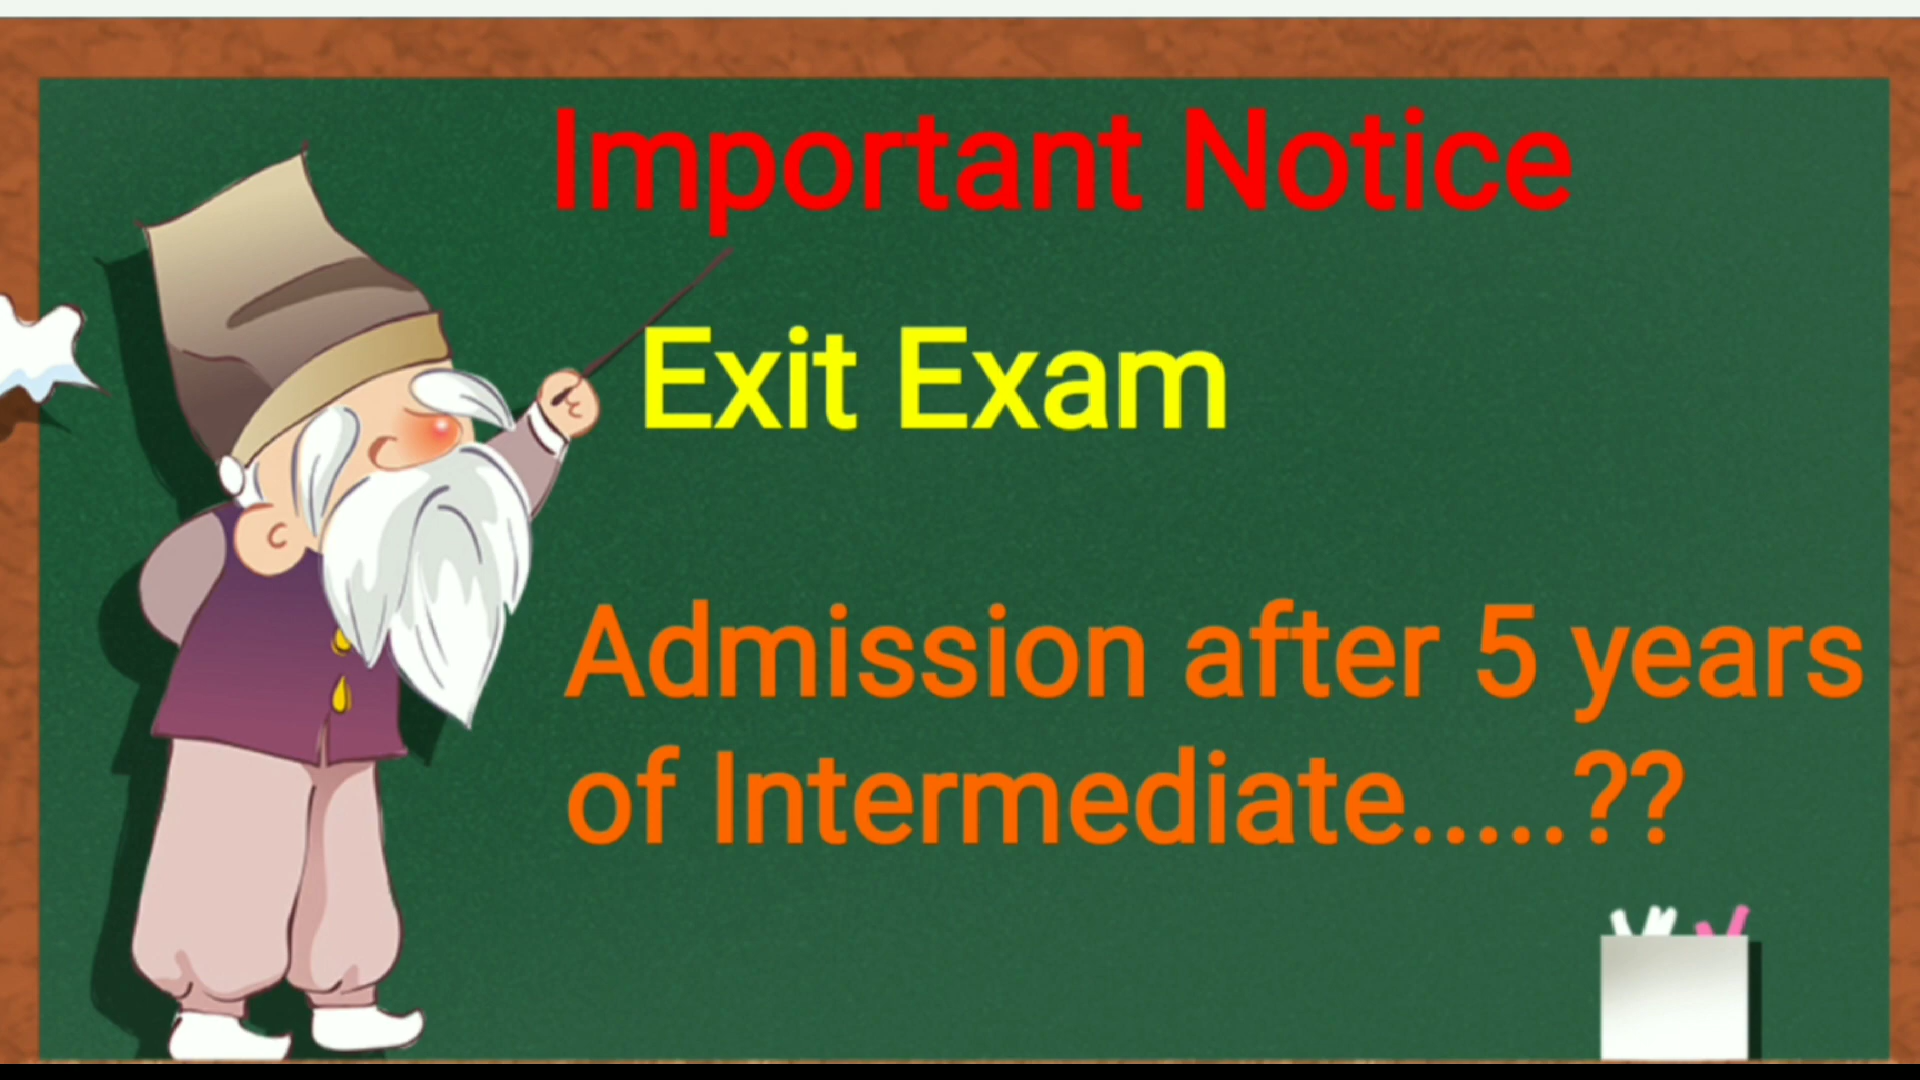 Important Notice
Exit Exam
Admission after 5 years
of Intermediate.....??